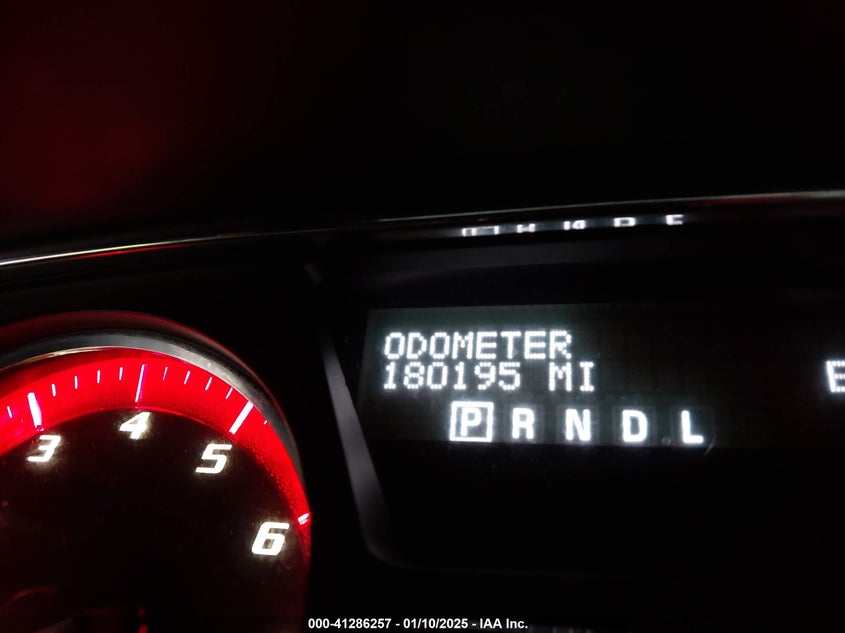 ODOMETER
180195 MI
P R N D L
E
3
4
5
6
000-41286257 - 01/10/2025 - IAA Inc.